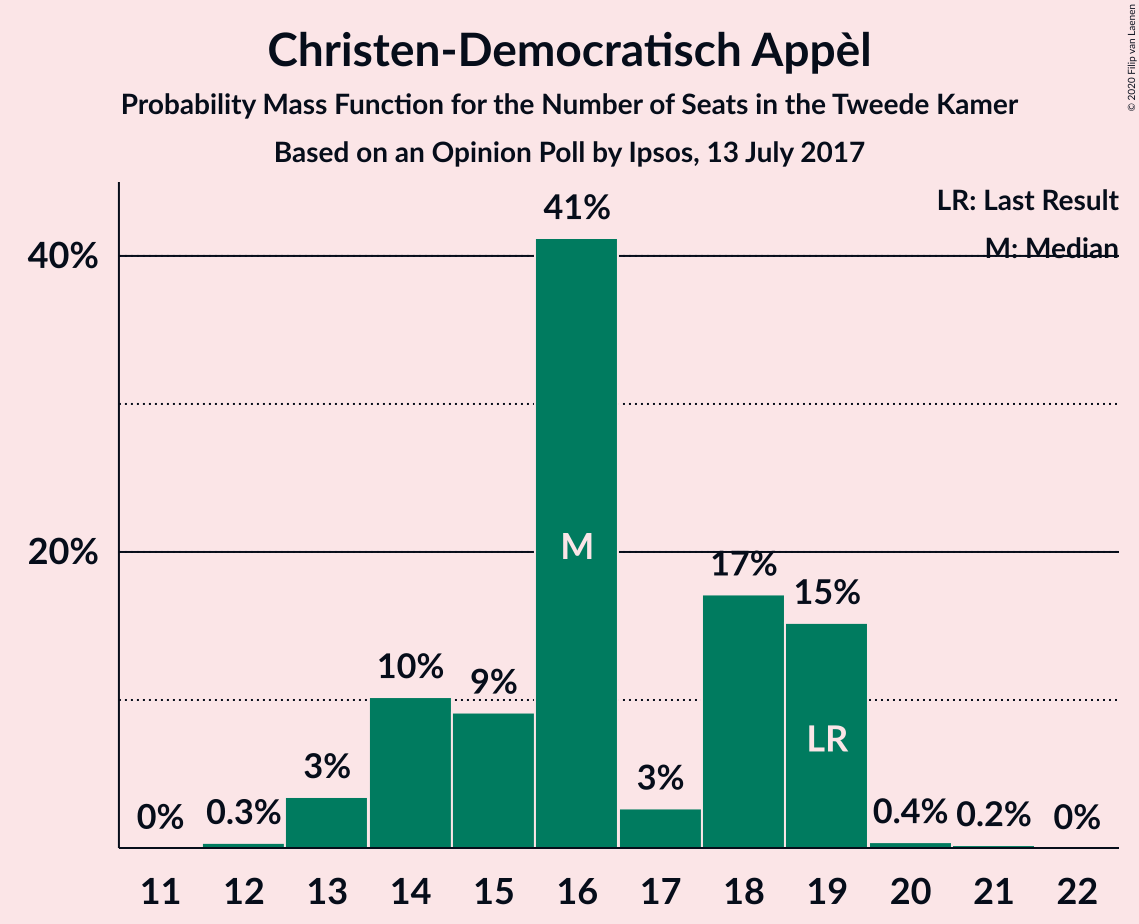 Christen-Democratisch Appèl
Probability Mass Function for the Number of Seats in the Tweede Kamer
Based on an Opinion Poll by Ipsos, 13 July 2017
© 2020 Filip van Laenen
LR: Last Result
M: Median
40%
20%
0%
0.3%
3%
10%
9%
41%
3%
17%
15%
0.4%
0.2%
0%
M
LR
11 12 13 14 15 16 17 18 19 20 21 22